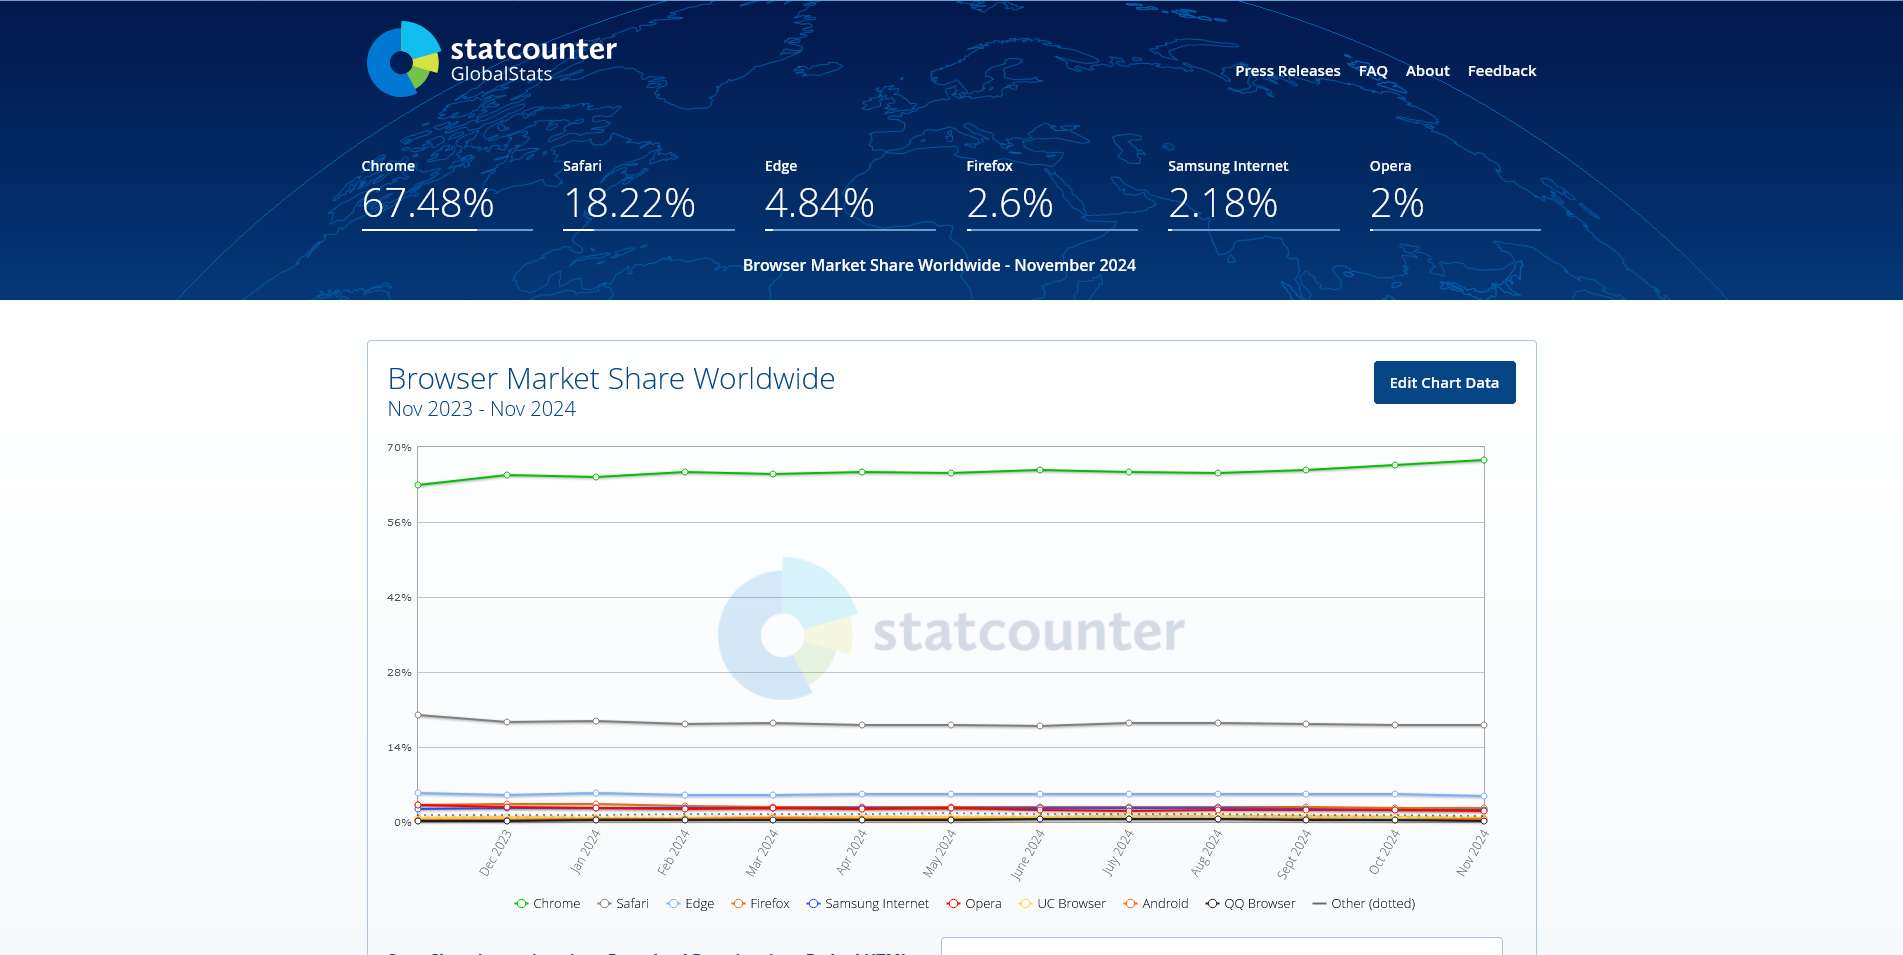 statcounter
GlobalStats
Press Releases FAQ About Feedback
Chrome Safari Edge Firefox Samsung Internet Opera
67.48% 18.22% 4.84% 2.6% 2.18% 2%
Browser Market Share Worldwide - November 2024
Browser Market Share Worldwide
Nov 2023 - Nov 2024
Edit Chart Data
70%
56%
42%
statcounter
28%
14%
0%
Dec 2023 Jan 2024 Feb 2024 Mar 2024 Apr 2024 May 2024 June 2024 July 2024 Aug 2024 Sept 2024 Oct 2024 Nov 2024
Chrome Safari Edge Firefox Samsung Internet Opera UC Browser Android QQ Browser Other (dotted)